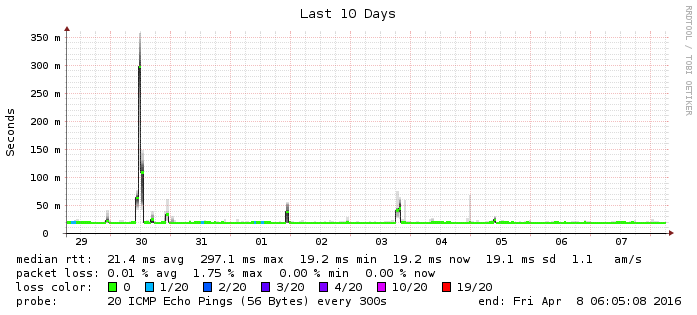 Last 10 Days
RRDTOOL / TOBI OETIKER
Seconds
350 m
300 m
250 m
200 m
150 m
100 m
50 m
0
29 30 31 01 02 03 04 05 06 07
median rtt: 21.4 ms avg 297.1 ms max 19.2 ms min 19.2 ms now 19.1 ms sd 1.1 am/s
packet loss: 0.01 % avg 1.75 % max 0.00 % min 0.00 % now
loss color: 0 1/20 2/20 3/20 4/20 10/20 19/20
probe: 20 ICMP Echo Pings (56 Bytes) every 300s end: Fri Apr 8 06:05:08 2016